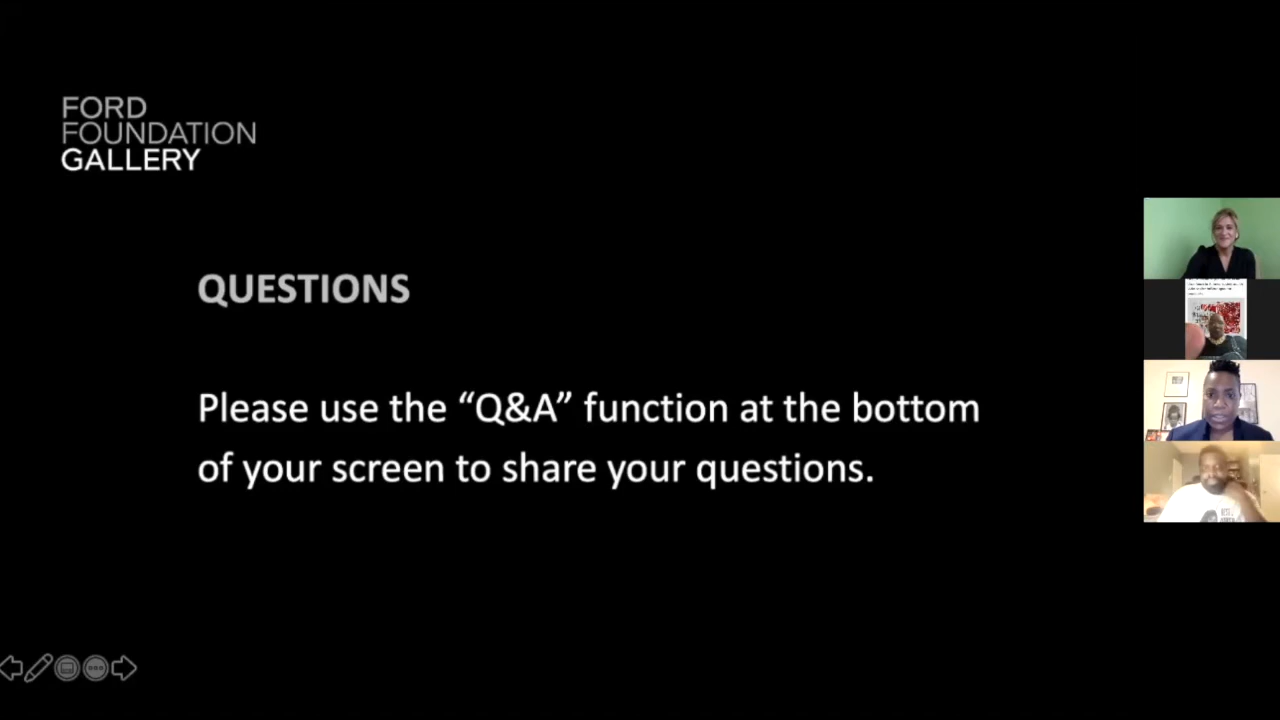 FORD
FOUNDATION
GALLERY
QUESTIONS
Please use the “Q&A” function at the bottom
of your screen to share your questions.